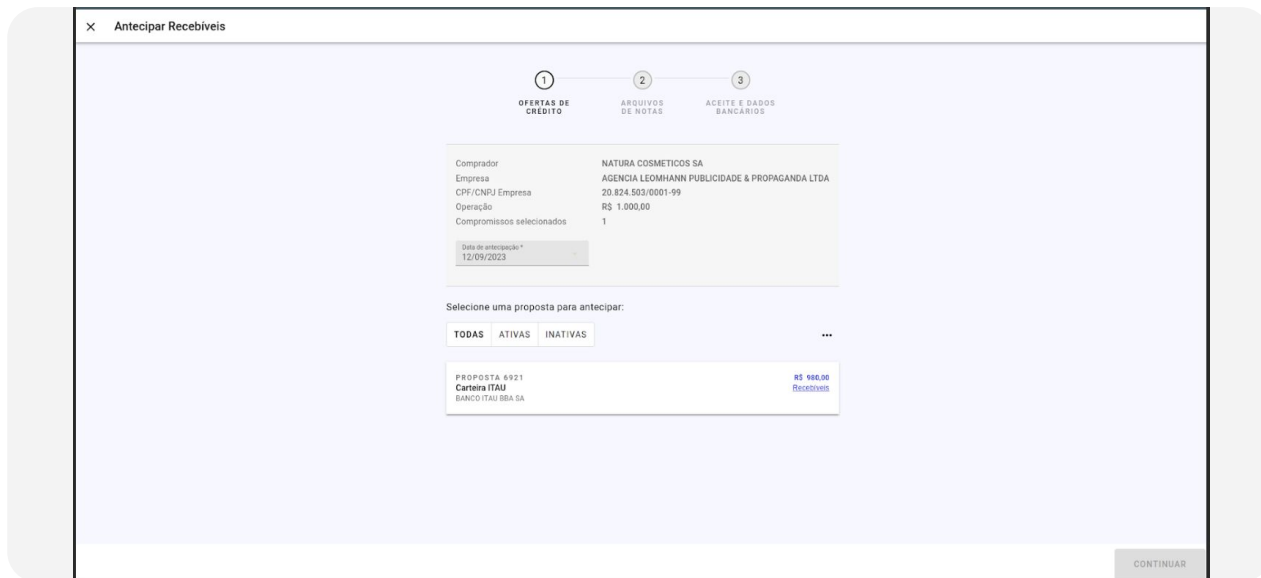 × Antecipar Recebíveis
1 2 3
OFERTAS DE CRÉDITO
ARQUIVOS DE NOTAS
ACEITE E DADOS BANCÁRIOS
Comprador NATURA COSMETICOS SA
Empresa AGENCIA LEOMHANN PUBLICIDADE & PROPAGANDA LTDA
CPF/CNPJ Empresa 20.824.503/0001-99
Operação R$ 1.000,00
Compromissos selecionados 1
Data de antecipação *
12/09/2023
Selecione uma proposta para antecipar:
TODAS ATIVAS INATIVAS ...
PROPOSTA 6921 R$ 980,00
Carteira ITAU Recebíveis
BANCO ITAU BBA SA
CONTINUAR